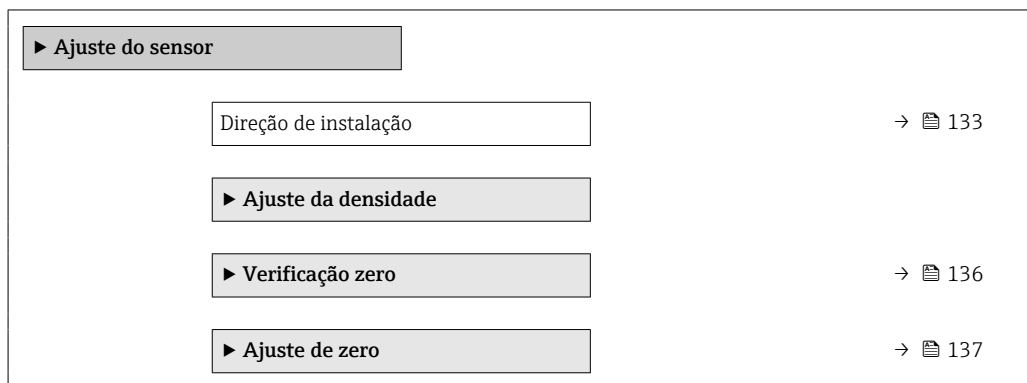 ▶ Ajuste do sensor
Direção de instalação → 133
▶ Ajuste da densidade
▶ Verificação zero → 136
▶ Ajuste de zero → 137